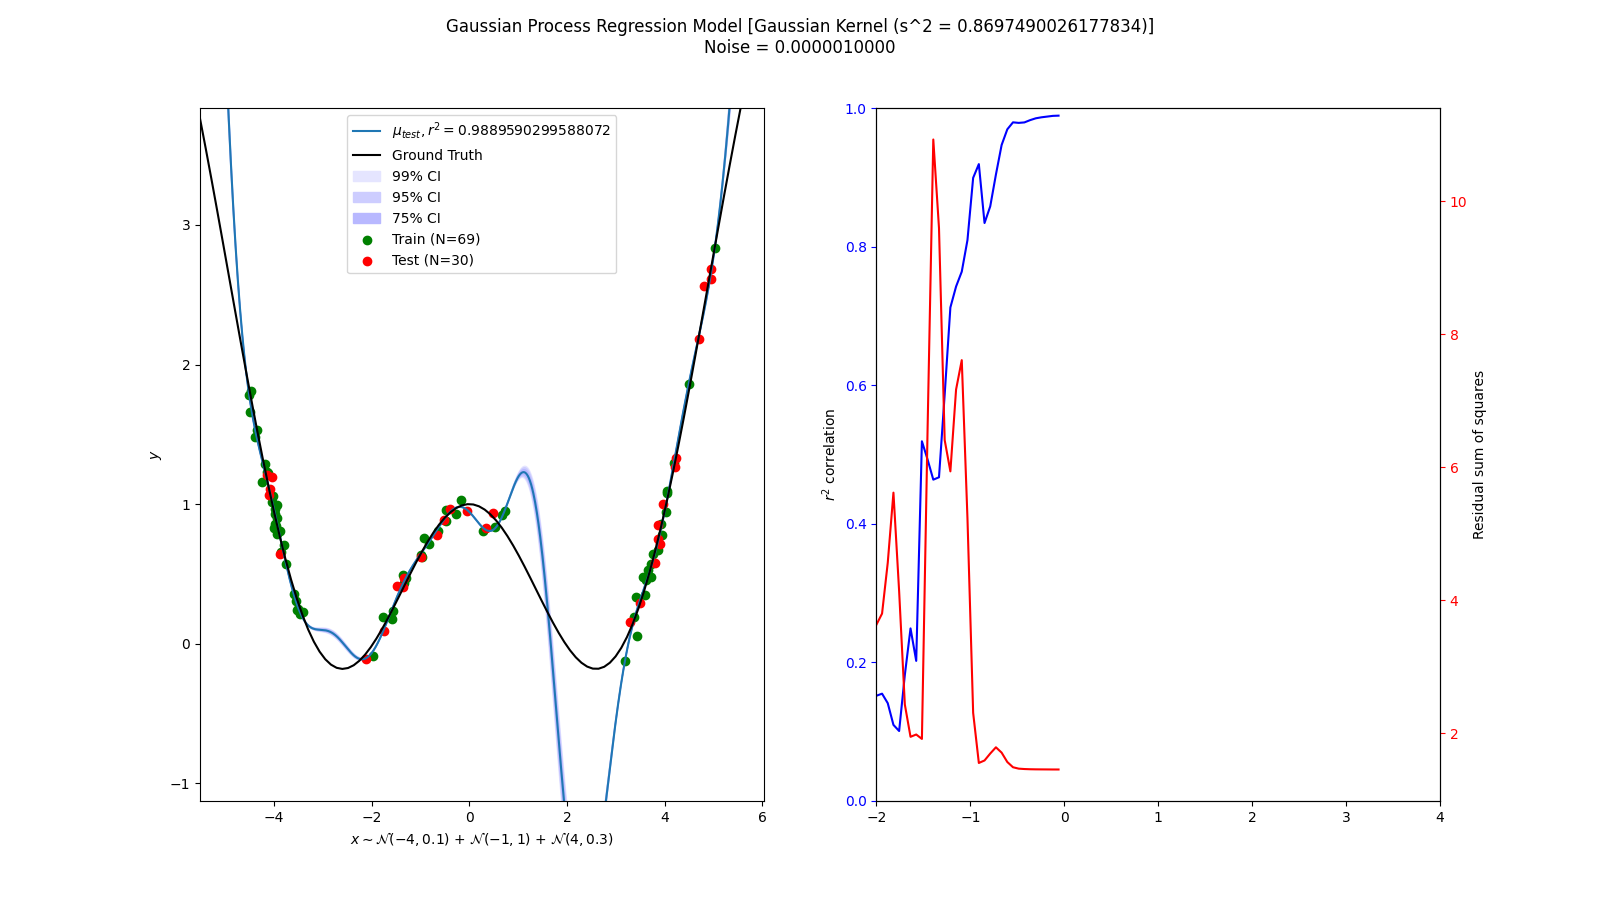 Gaussian Process Regression Model [Gaussian Kernel (s^2 = 0.8697490026177834)]
Noise = 0.0000010000
μ_test, r² = 0.9889590299588072
Ground Truth
99% CI
95% CI
75% CI
Train (N=69)
Test (N=30)
3
2
1
0
−1
y
−4
−2
0
2
4
6
x ∼ 𝒩(−4, 0.1) + 𝒩(−1, 1) + 𝒩(4, 0.3)
1.0
0.8
0.6
0.4
0.2
0.0
r² correlation
−2
−1
0
1
2
3
4
10
8
6
4
2
Residual sum of squares